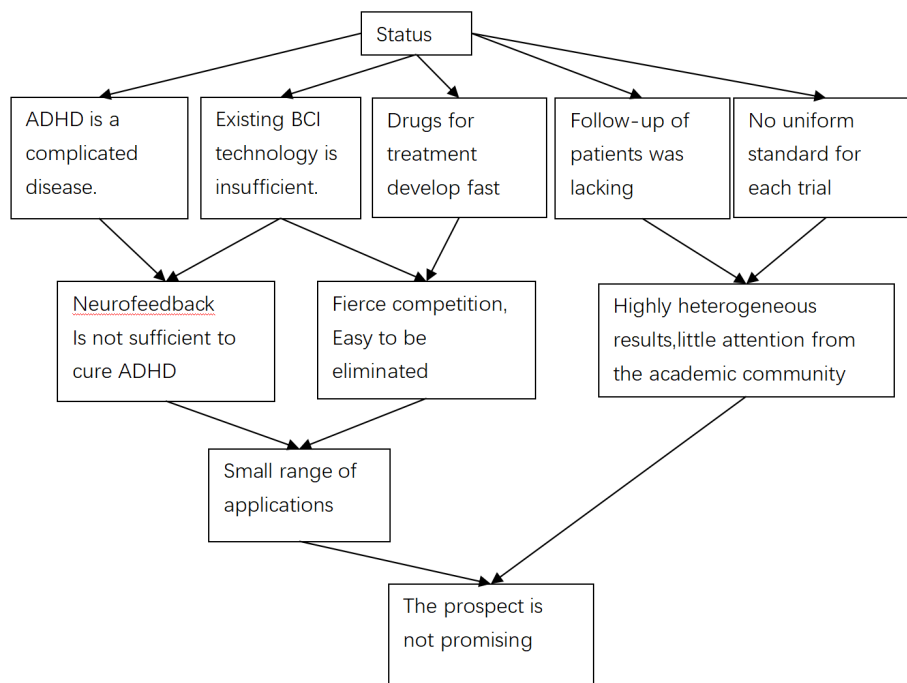 Status
ADHD is a
complicated
disease.
Existing BCI
technology is
insufficient.
Drugs for
treatment
develop fast
Follow-up of
patients was
lacking
No uniform
standard for
each trial
Neurofeedback
Is not sufficient to
cure ADHD
Fierce competition,
Easy to be
eliminated
Highly heterogeneous
results,little attention from
the academic community
Small range of
applications
The prospect is
not promising